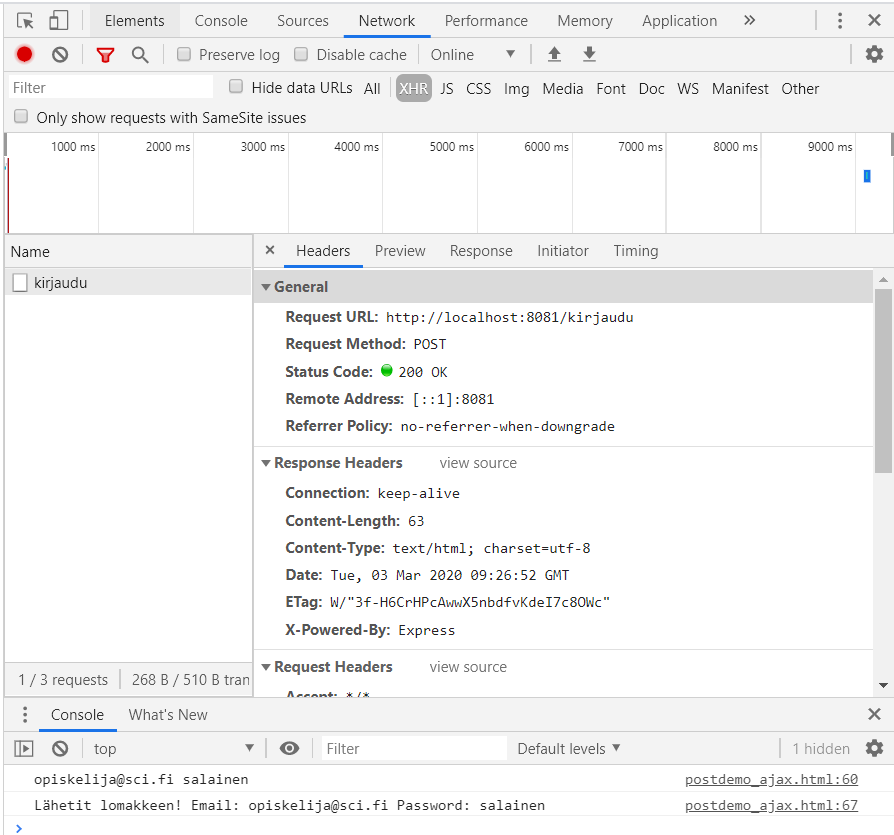 Elements Console Sources Network Performance Memory Application »
Preserve log Disable cache Online
Filter Hide data URLs All XHR JS CSS Img Media Font Doc WS Manifest Other
Only show requests with SameSite issues
1000 ms 2000 ms 3000 ms 4000 ms 5000 ms 6000 ms 7000 ms 8000 ms 9000 ms
Name
kirjaudu
1 / 3 requests 268 B / 510 B tran
Headers Preview Response Initiator Timing
General
Request URL: http://localhost:8081/kirjaudu
Request Method: POST
Status Code: 200 OK
Remote Address: [::1]:8081
Referrer Policy: no-referrer-when-downgrade
Response Headers view source
Connection: keep-alive
Content-Length: 63
Content-Type: text/html; charset=utf-8
Date: Tue, 03 Mar 2020 09:26:52 GMT
ETag: W/"3f-H6CrHPcAwwX5nbdfvKdeI7c8OWc"
X-Powered-By: Express
Request Headers view source
Accept: */*
Console What's New
top Filter Default levels 1 hidden
opiskelija@sci.fi salainen postdemo_ajax.html:60
Lähetit lomakkeen! Email: opiskelija@sci.fi Password: salainen postdemo_ajax.html:67